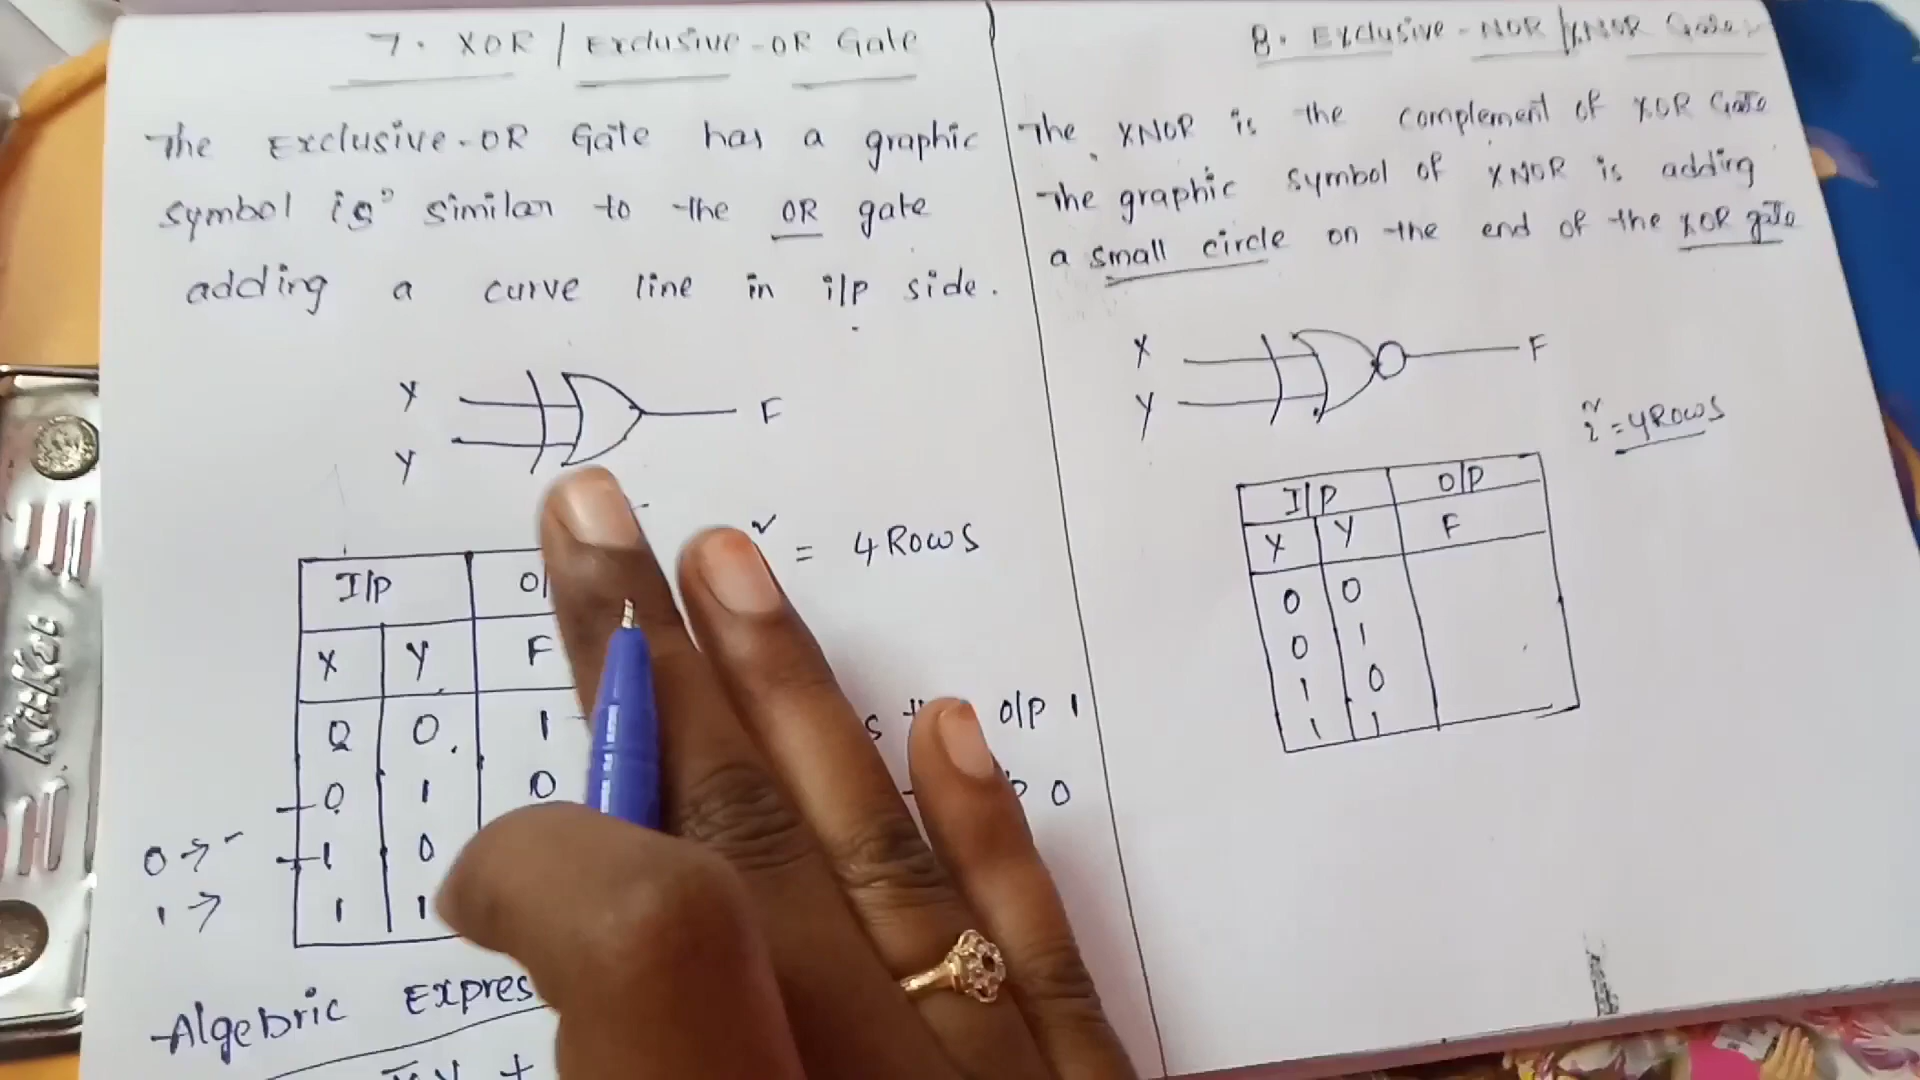 7. XOR / Exclusive-OR Gate
The Exclusive-OR Gate has a graphic
symbol is similar to the OR gate
adding a curve line in i/p side.
X
Y
F
= 4 ROWS
I/P O/
X Y F
0 0 1
0 1 0
1 0
1 1
s O/P 1
0
0 → -
1 →
Algebric Expres
x̅y +
8. Exclusive-NOR /XNOR Gate
The XNOR is the complement of XOR Gate
The graphic symbol of XNOR is adding
a small circle on the end of the XOR gate
X
Y
F
2² = 4 ROWS
I/P O/P
X Y F
0 0
0 1
1 0
1 1
KitKat